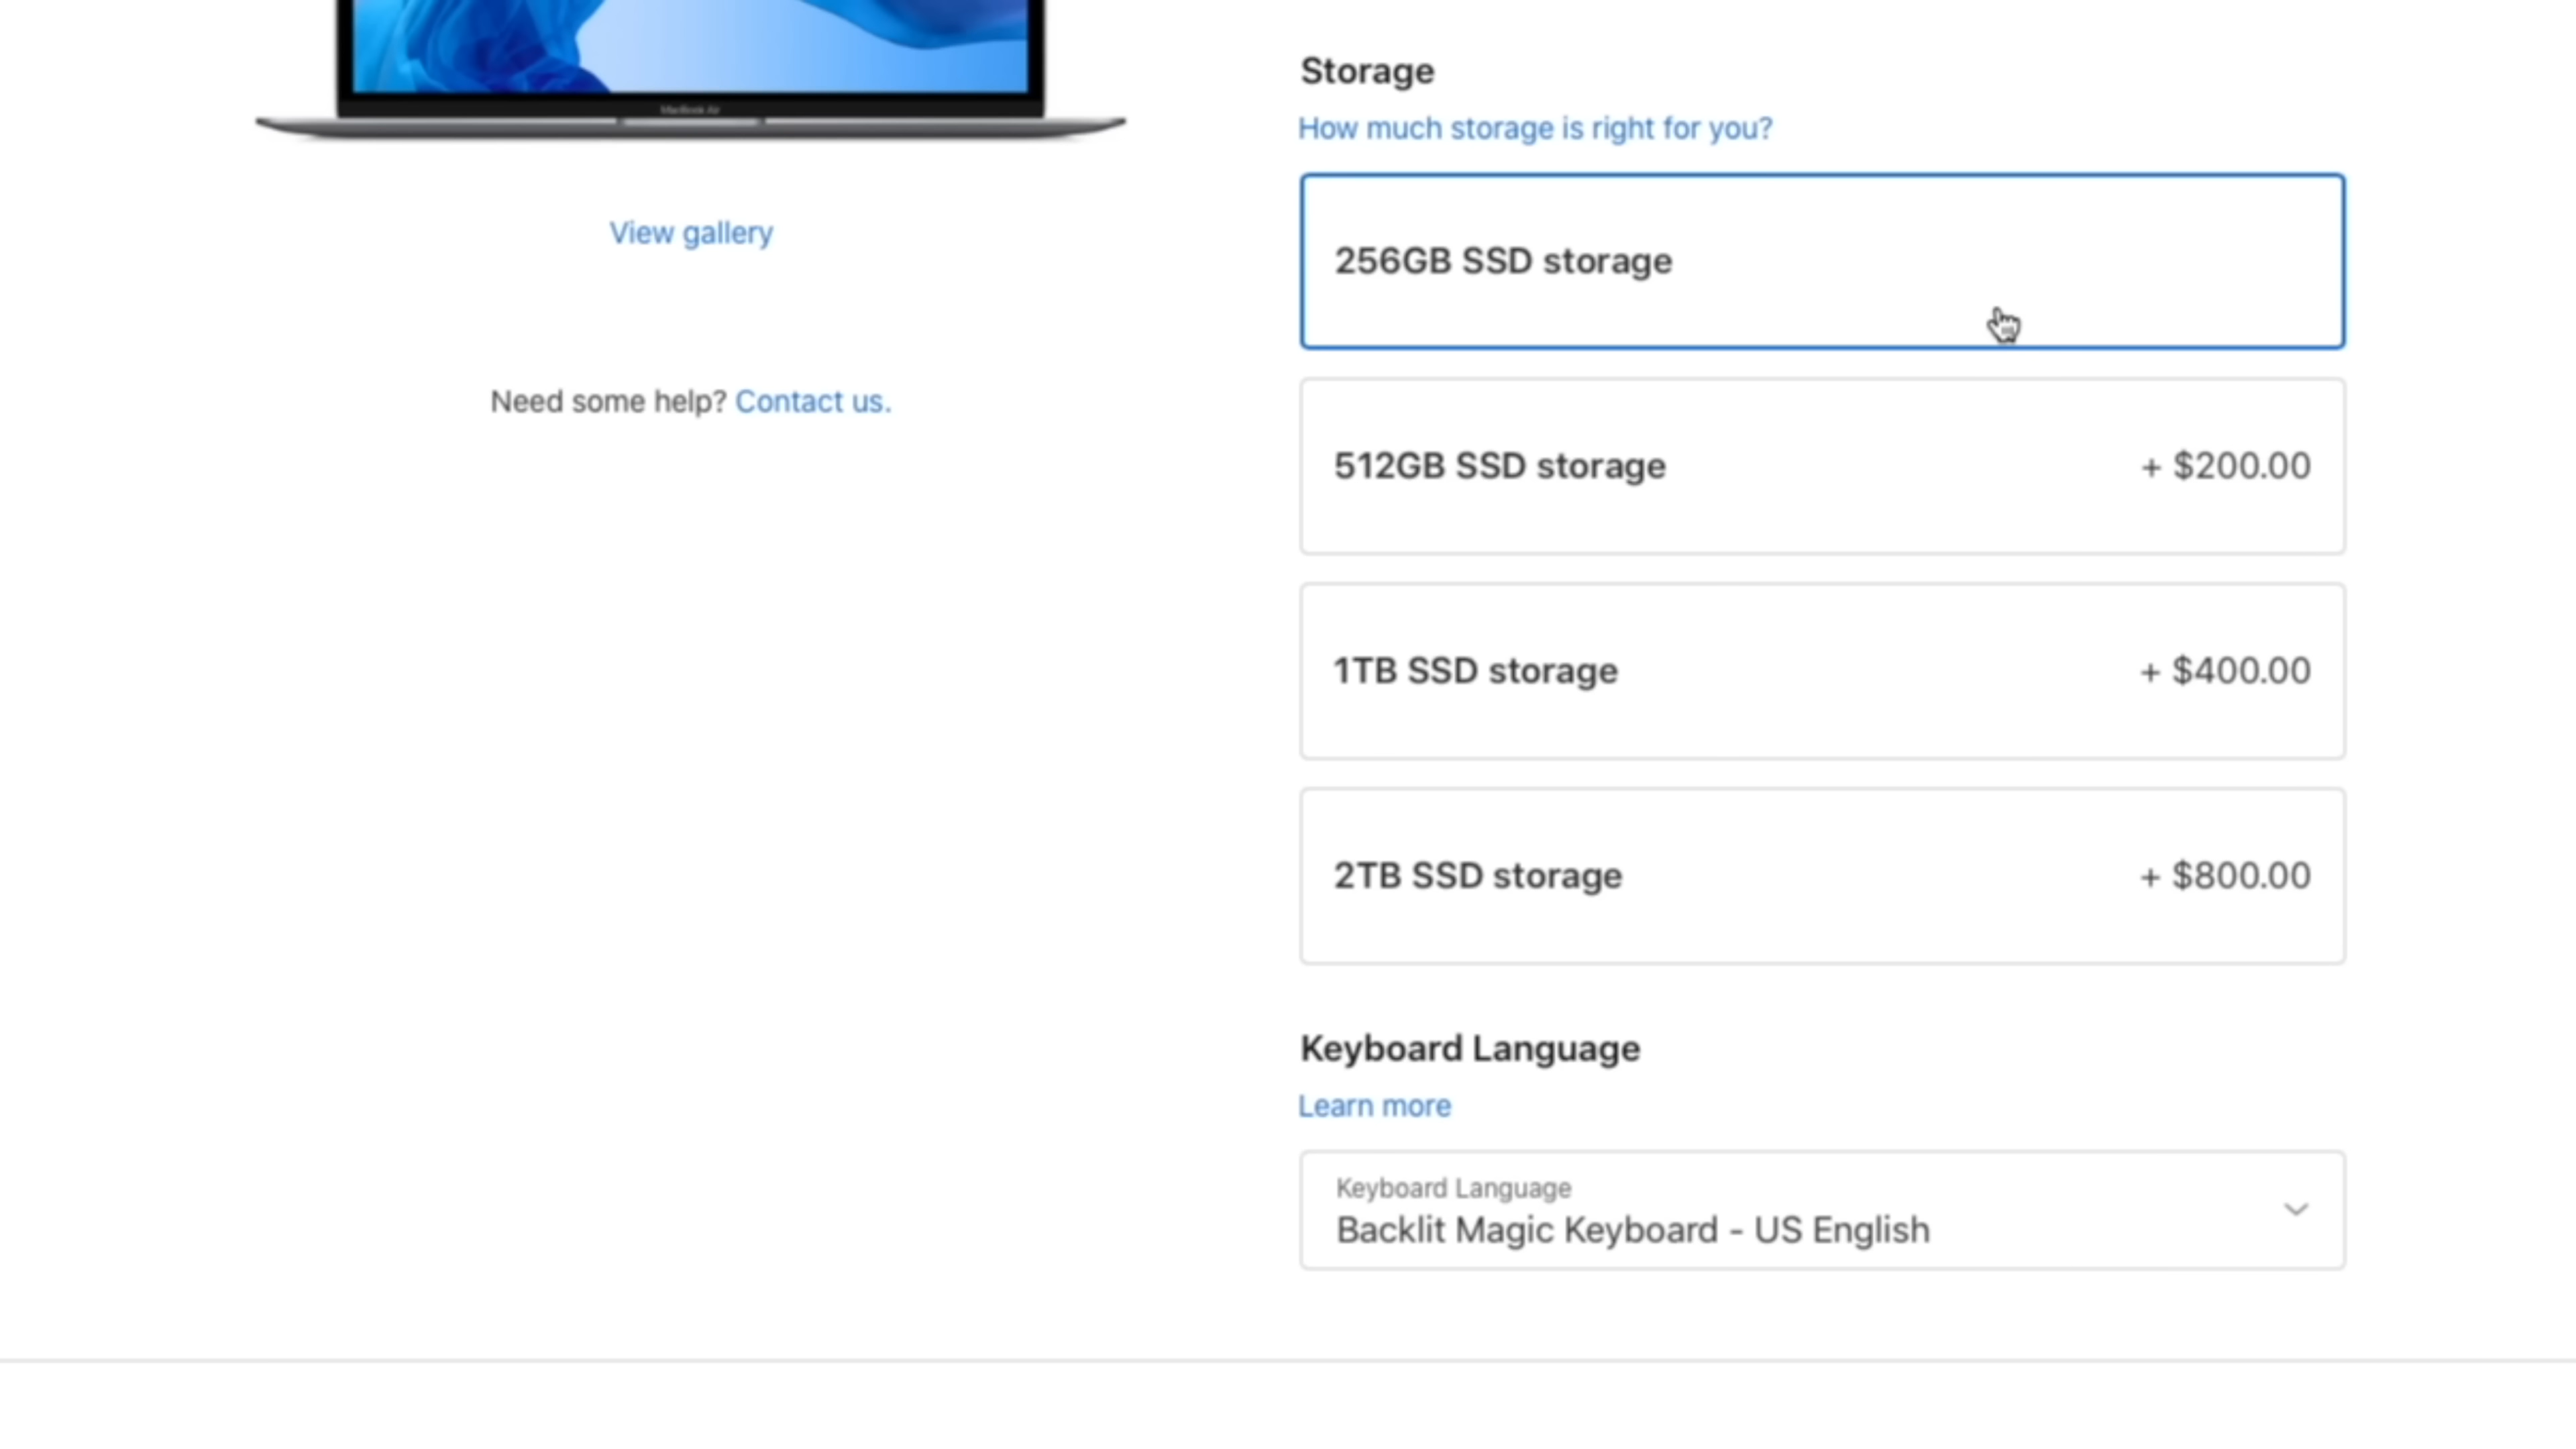 MacBook Air
View gallery
Need some help? Contact us.
Storage
How much storage is right for you?
256GB SSD storage
512GB SSD storage
+ $200.00
1TB SSD storage
+ $400.00
2TB SSD storage
+ $800.00
Keyboard Language
Learn more
Keyboard Language
Backlit Magic Keyboard - US English